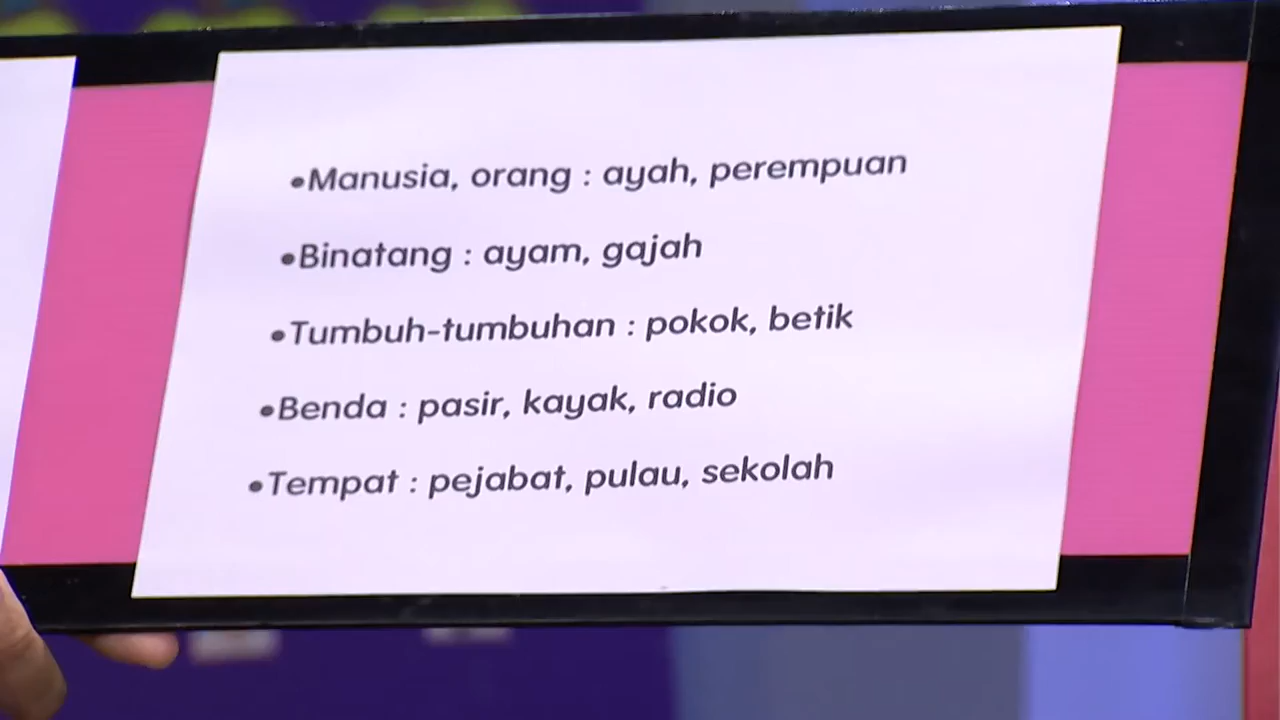 •Manusia, orang : ayah, perempuan
•Binatang : ayam, gajah
•Tumbuh-tumbuhan : pokok, betik
•Benda : pasir, kayak, radio
•Tempat : pejabat, pulau, sekolah